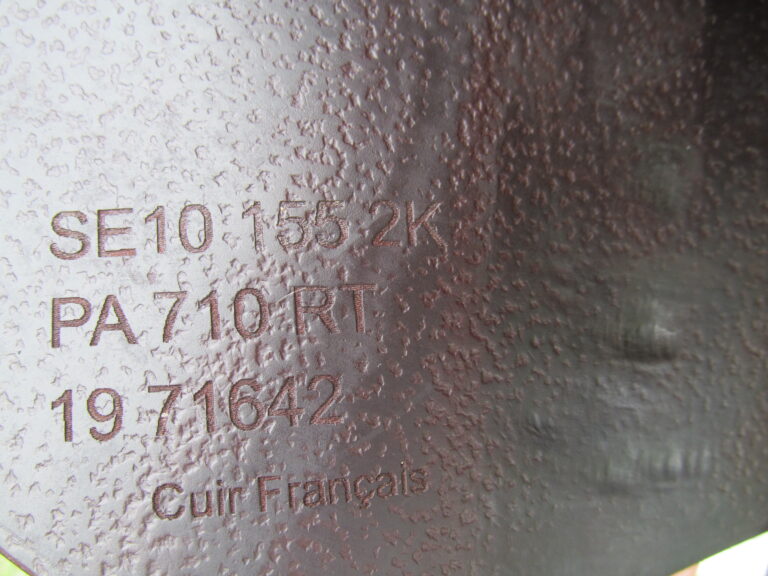 SE10 155 2K
PA 710 RT
19 71642
Cuir Français